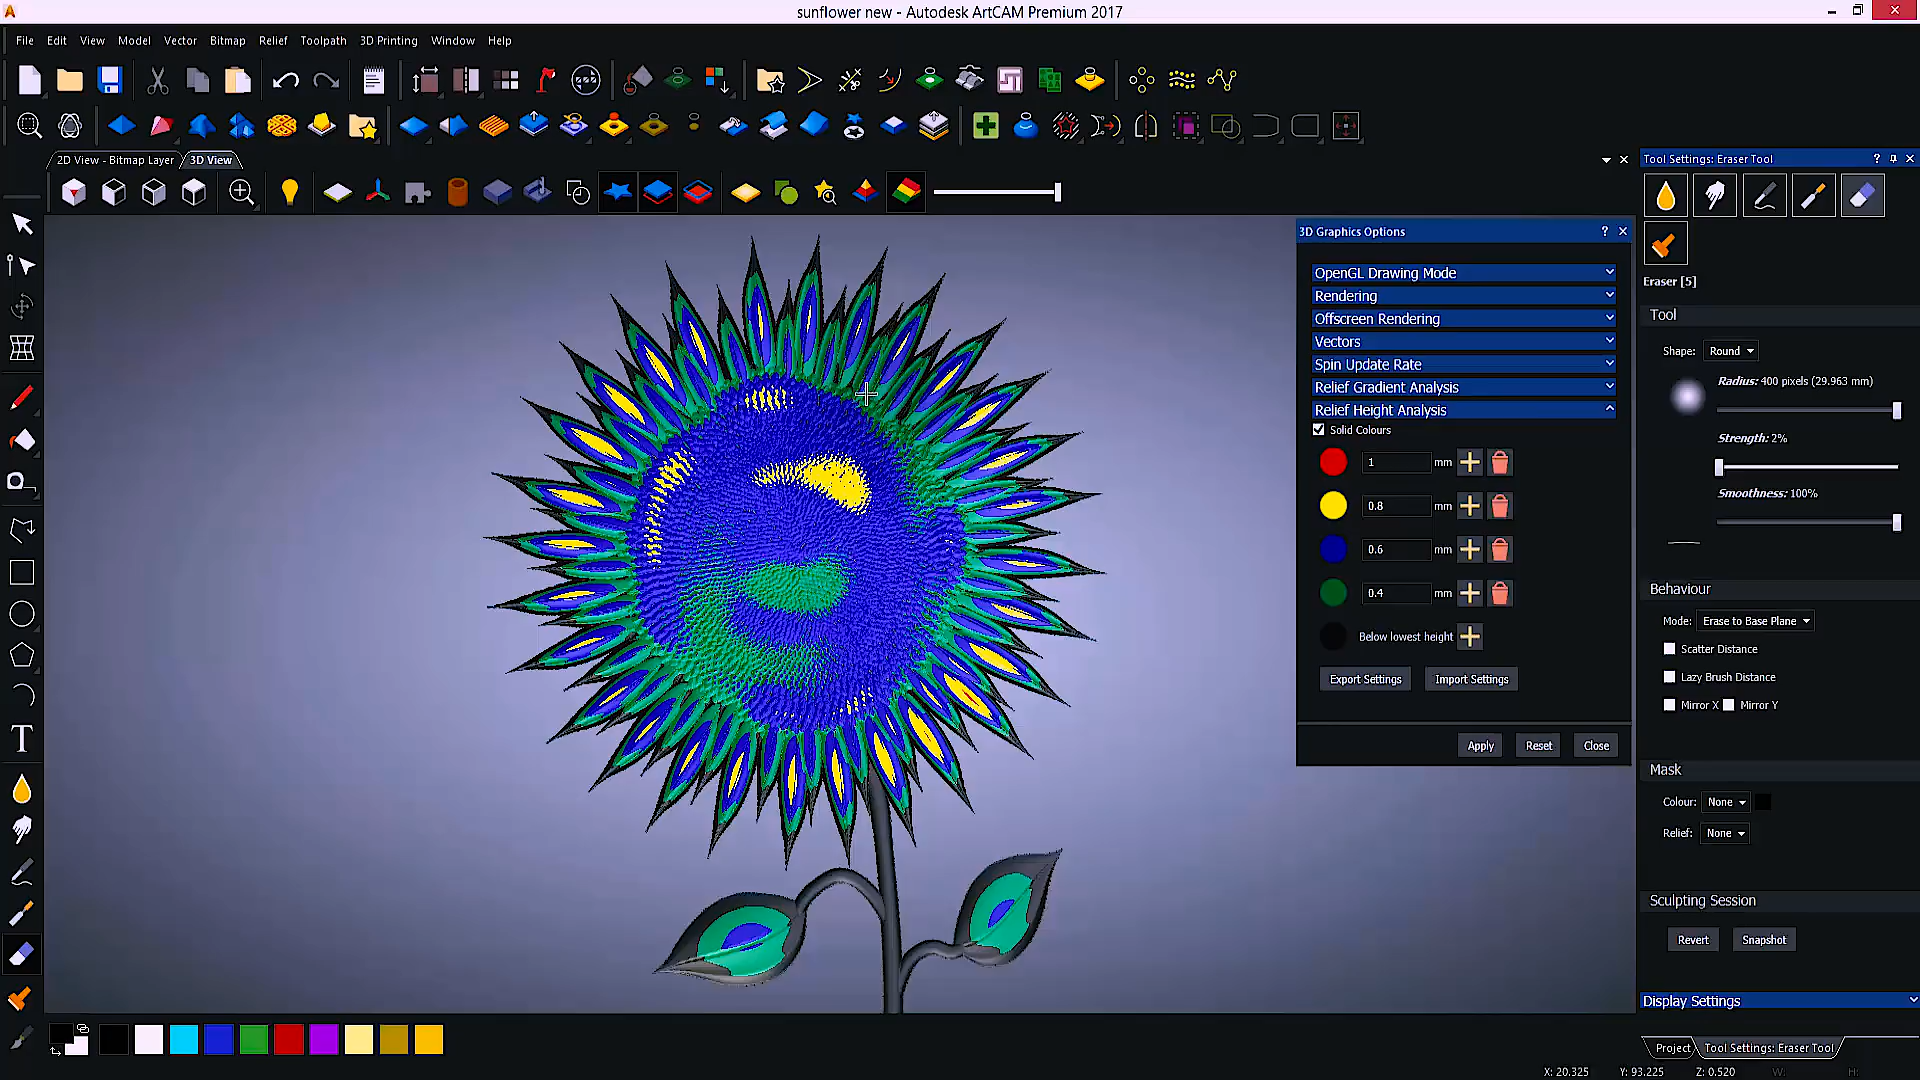 sunflower new - Autodesk ArtCAM Premium 2017
File Edit View Model Vector Bitmap Relief Toolpath 3D Printing Window Help
2D View - Bitmap Layer 3D View
Tool Settings: Eraser Tool
Eraser [5]
Tool
Shape: Round
Radius: 400 pixels (29.963 mm)
Strength: 2%
Smoothness: 100%
Behaviour
Mode: Erase to Base Plane
Scatter Distance
Lazy Brush Distance
Mirror X Mirror Y
Mask
Colour: None
Relief: None
Sculpting Session
Revert Snapshot
Display Settings
Project Tool Settings: Eraser Tool
3D Graphics Options
OpenGL Drawing Mode
Rendering
Offscreen Rendering
Vectors
Spin Update Rate
Relief Gradient Analysis
Relief Height Analysis
Solid Colours
1 mm
0.8 mm
0.6 mm
0.4 mm
Below lowest height
Export Settings Import Settings
Apply Reset Close
X: 20.325 Y: 93.225 Z: 0.520 W: H: